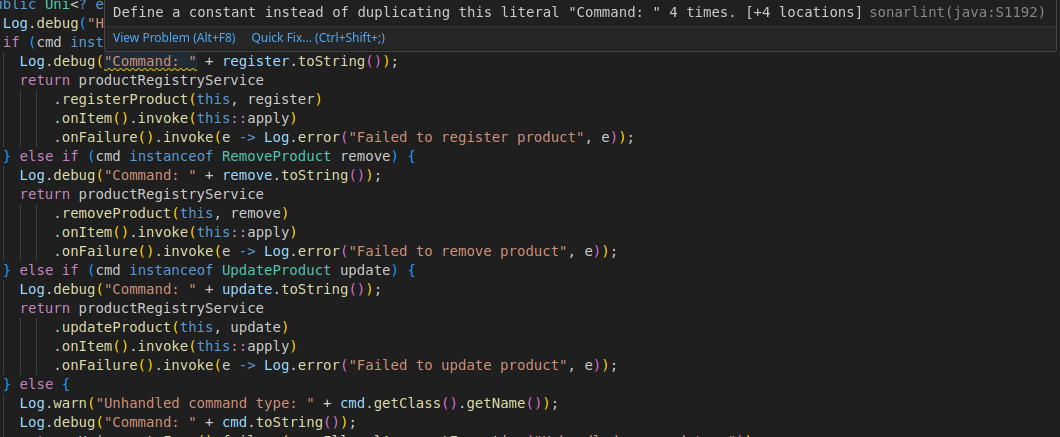 ublic Uni<? e
Define a constant instead of duplicating this literal "Command: " 4 times. [+4 locations] sonarlint(java:S1192)
Log.debug("H
View Problem (Alt+F8) Quick Fix... (Ctrl+Shift+;)
if (cmd inst
Log.debug("Command: " + register.toString());
return productRegistryService
.registerProduct(this, register)
.onItem().invoke(this::apply)
.onFailure().invoke(e -> Log.error("Failed to register product", e));
} else if (cmd instanceof RemoveProduct remove) {
Log.debug("Command: " + remove.toString());
return productRegistryService
.removeProduct(this, remove)
.onItem().invoke(this::apply)
.onFailure().invoke(e -> Log.error("Failed to remove product", e));
} else if (cmd instanceof UpdateProduct update) {
Log.debug("Command: " + update.toString());
return productRegistryService
.updateProduct(this, update)
.onItem().invoke(this::apply)
.onFailure().invoke(e -> Log.error("Failed to update product", e));
} else {
Log.warn("Unhandled command type: " + cmd.getClass().getName());
Log.debug("Command: " + cmd.toString());